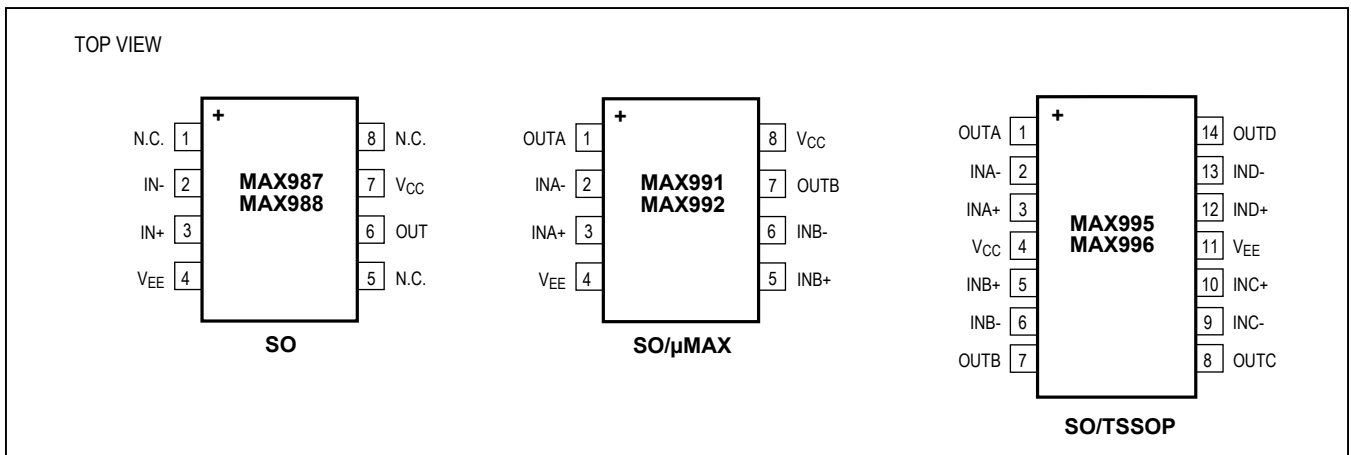 TOP VIEW
+
N.C. 1
IN- 2
IN+ 3
VEE 4
MAX987
MAX988
8 N.C.
7 VCC
6 OUT
5 N.C.
SO
+
OUTA 1
INA- 2
INA+ 3
VEE 4
MAX991
MAX992
8 VCC
7 OUTB
6 INB-
5 INB+
SO/µMAX
+
OUTA 1
INA- 2
INA+ 3
VCC 4
INB+ 5
INB- 6
OUTB 7
MAX995
MAX996
14 OUTD
13 IND-
12 IND+
11 VEE
10 INC+
9 INC-
8 OUTC
SO/TSSOP